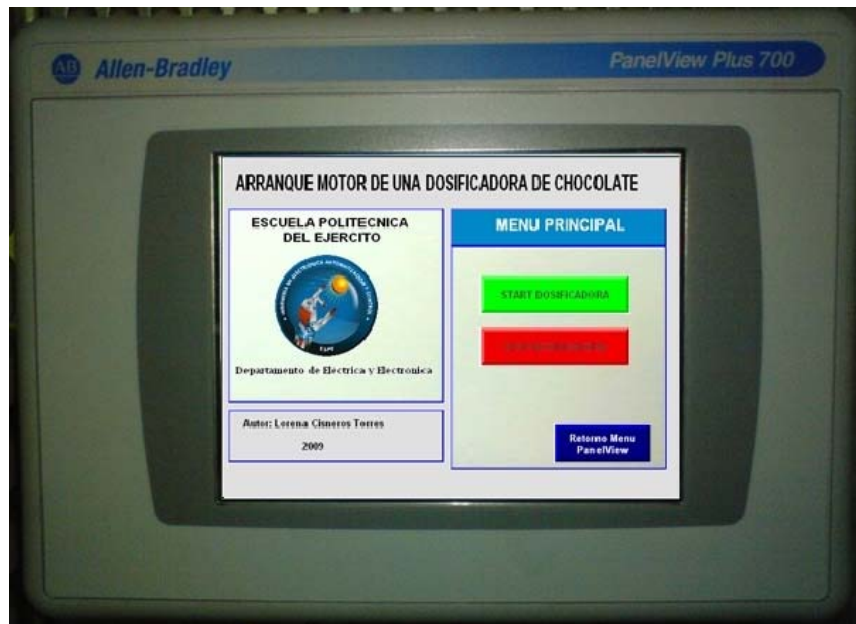 AB Allen-Bradley
PanelView Plus 700
ARRANQUE MOTOR DE UNA DOSIFICADORA DE CHOCOLATE
ESCUELA POLITECNICA
DEL EJERCITO
Departamento de Electrica y Electronica
Autor: Lorena Cisneros Torres
2009
MENU PRINCIPAL
START DOSIFICADORA
Retorno Menu
PanelView